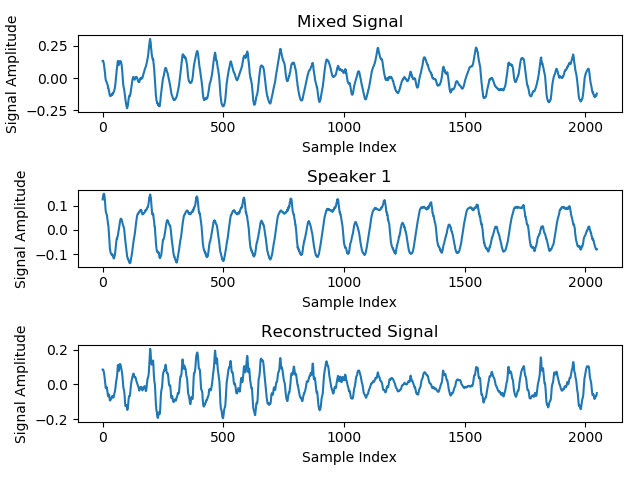 Mixed Signal
Signal Amplitude
0.25
0.00
−0.25
0 500 1000 1500 2000
Sample Index
Speaker 1
Signal Amplitude
0.1
0.0
−0.1
0 500 1000 1500 2000
Sample Index
Reconstructed Signal
Signal Amplitude
0.2
0.0
−0.2
0 500 1000 1500 2000
Sample Index